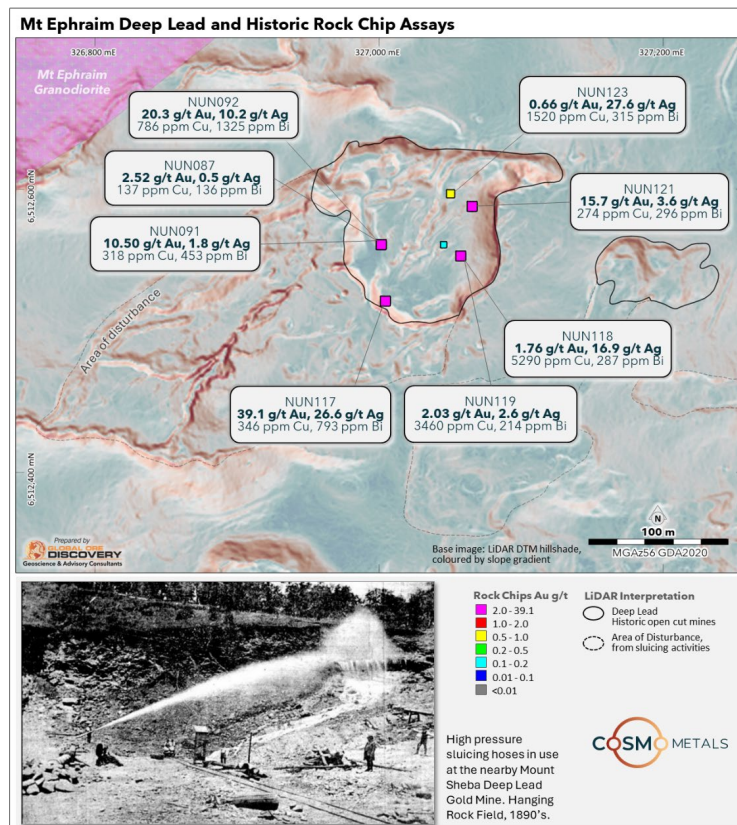 Mt Ephraim Deep Lead and Historic Rock Chip Assays
326,800 mE
327,000 mE
327,200 mE
Mt Ephraim
Granodiorite
NUN092
20.3 g/t Au, 10.2 g/t Ag
786 ppm Cu, 1325 ppm Bi
NUN123
0.66 g/t Au, 27.6 g/t Ag
1520 ppm Cu, 315 ppm Bi
NUN087
2.52 g/t Au, 0.5 g/t Ag
137 ppm Cu, 136 ppm Bi
NUN121
15.7 g/t Au, 3.6 g/t Ag
274 ppm Cu, 296 ppm Bi
6,512,600 mN
NUN091
10.50 g/t Au, 1.8 g/t Ag
318 ppm Cu, 453 ppm Bi
Area of disturbance
NUN118
1.76 g/t Au, 16.9 g/t Ag
5290 ppm Cu, 287 ppm Bi
NUN117
39.1 g/t Au, 26.6 g/t Ag
346 ppm Cu, 793 ppm Bi
NUN119
2.03 g/t Au, 2.6 g/t Ag
3460 ppm Cu, 214 ppm Bi
6,512,400 mN
N
100 m
MGAz56 GDA2020
Prepared by
GLOBAL ORE
DISCOVERY
Geoscience & Advisory Consultants
Base image: LiDAR DTM hillshade,
coloured by slope gradient
Rock Chips Au g/t
2.0 - 39.1
1.0 - 2.0
0.5 - 1.0
0.2 - 0.5
0.1 - 0.2
0.01 - 0.1
<0.01
LiDAR Interpretation
Deep Lead
Historic open cut mines
Area of Disturbance,
from sluicing activities
High pressure
sluicing hoses in use
at the nearby Mount
Sheba Deep Lead
Gold Mine. Hanging
Rock Field, 1890's.
COSMO METALS